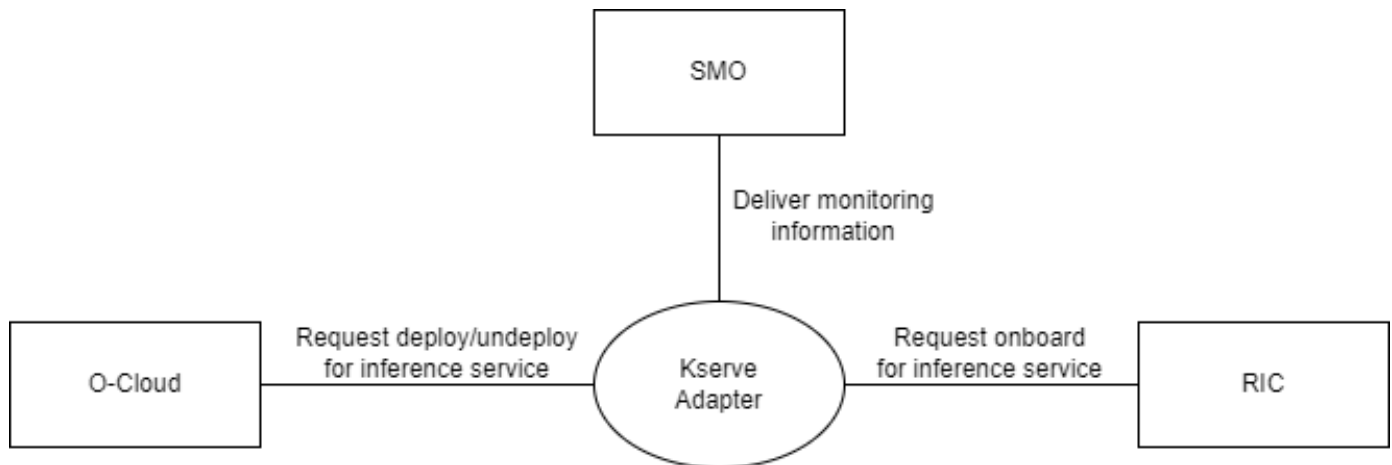 SMO
Deliver monitoring
information
Request deploy/undeploy
for inference service
Request onboard
for inference service
O-Cloud
Kserve
Adapter
RIC